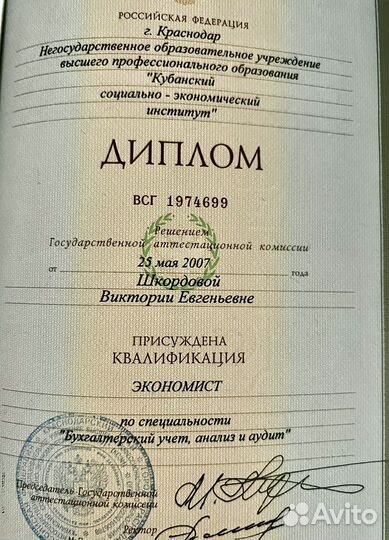 РОССИЙСКАЯ ФЕДЕРАЦИЯ
г. Краснодар
Негосударственное образовательное учреждение
высшего профессионального образования
"Кубанский
социально - экономический
институт"
ДИПЛОМ
ВСГ 1974699
Решением
Государственной аттестационной комиссии
от 25 мая 2007 года
Шкордовой
Виктории Евгеньевне
ПРИСУЖДЕНА
КВАЛИФИКАЦИЯ
ЭКОНОМИСТ
по специальности
"Бухгалтерский учет, анализ и аудит"
Председатель Государственной
аттестационной комиссии
Ректор
Avito